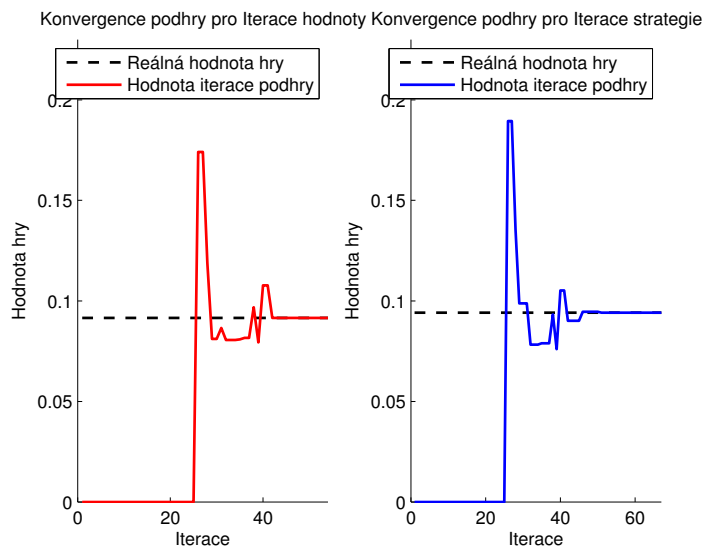 Konvergence podhry pro Iterace hodnoty
Reálná hodnota hry
Hodnota iterace podhry
0.2
0.15
0.1
0.05
0
0
20
40
Iterace
Hodnota hry
Konvergence podhry pro Iterace strategie
Reálná hodnota hry
Hodnota iterace podhry
0.2
0.15
0.1
0.05
0
0
20
40
60
Iterace
Hodnota hry